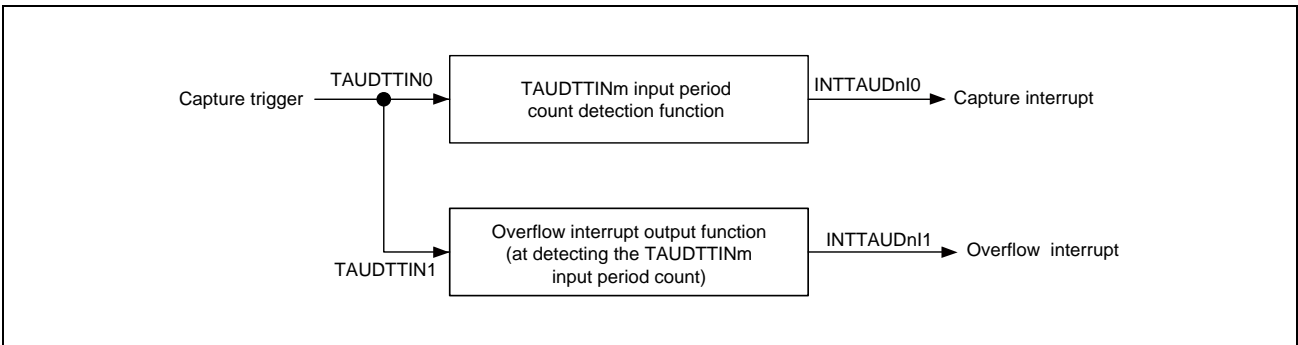 TAUDTTIN0
Capture trigger
TAUDTTINm input period
count detection function
INTTAUDnI0
Capture interrupt
TAUDTTIN1
Overflow interrupt output function
(at detecting the TAUDTTINm
input period count)
INTTAUDnI1
Overflow interrupt